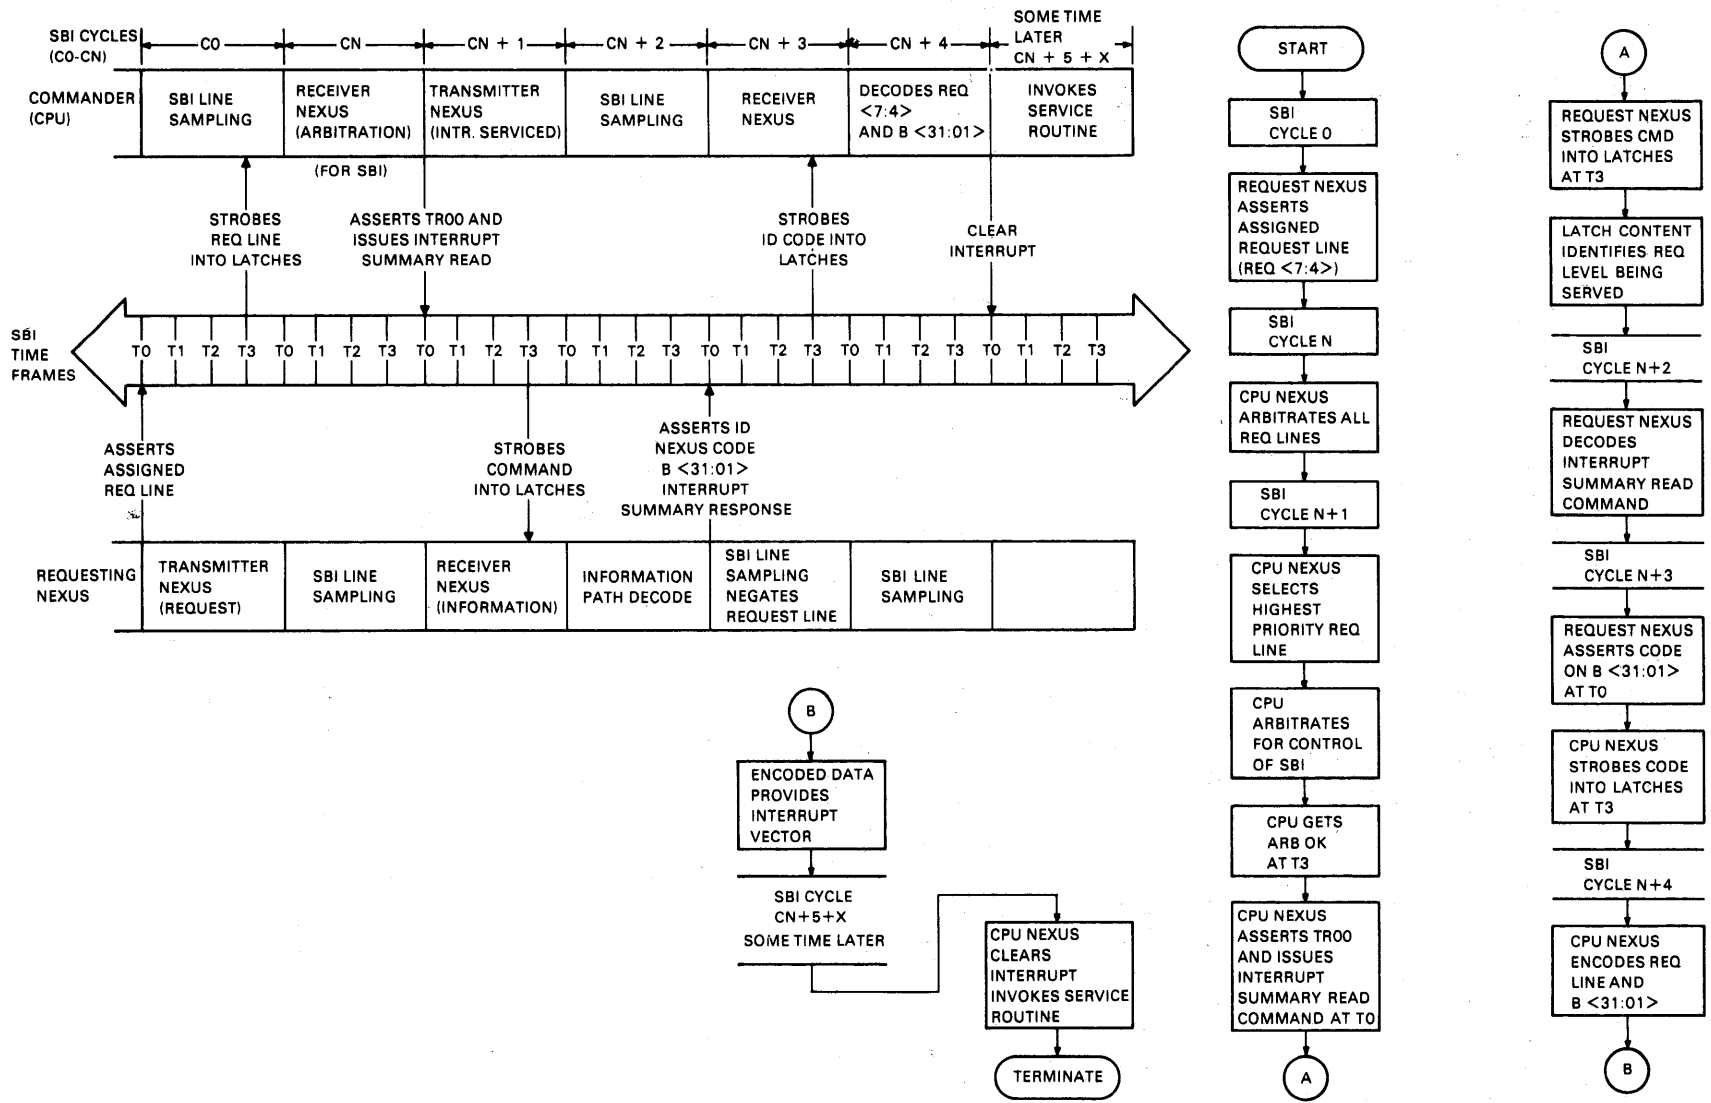 SBI CYCLES
(C0-CN)
C0
CN
CN + 1
CN + 2
CN + 3
CN + 4
SOME TIME
LATER
CN + 5 + X
COMMANDER
(CPU)
SBI LINE
SAMPLING
RECEIVER
NEXUS
(ARBITRATION)
TRANSMITTER
NEXUS
(INTR. SERVICED)
SBI LINE
SAMPLING
RECEIVER
NEXUS
DECODES REQ
<7:4>
AND B <31:01>
INVOKES
SERVICE
ROUTINE
(FOR SBI)
STROBES
REQ LINE
INTO LATCHES
ASSERTS TR00 AND
ISSUES INTERRUPT
SUMMARY READ
STROBES
ID CODE INTO
LATCHES
CLEAR
INTERRUPT
SBI
TIME
FRAMES
T0 T1 T2 T3 T0 T1 T2 T3 T0 T1 T2 T3 T0 T1 T2 T3 T0 T1 T2 T3 T0 T1 T2 T3 T0 T1 T2 T3
ASSERTS
ASSIGNED
REQ LINE
STROBES
COMMAND
INTO LATCHES
ASSERTS ID
NEXUS CODE
B <31:01>
INTERRUPT
SUMMARY RESPONSE
REQUESTING
NEXUS
TRANSMITTER
NEXUS
(REQUEST)
SBI LINE
SAMPLING
RECEIVER
NEXUS
(INFORMATION)
INFORMATION
PATH DECODE
SBI LINE
SAMPLING
NEGATES
REQUEST LINE
SBI LINE
SAMPLING
START
SBI
CYCLE 0
REQUEST NEXUS
ASSERTS
ASSIGNED
REQUEST LINE
(REQ <7:4>)
SBI
CYCLE N
CPU NEXUS
ARBITRATES ALL
REQ LINES
SBI
CYCLE N+1
CPU NEXUS
SELECTS
HIGHEST
PRIORITY REQ
LINE
CPU
ARBITRATES
FOR CONTROL
OF SBI
CPU GETS
ARB OK
AT T3
CPU NEXUS
ASSERTS TR00
AND ISSUES
INTERRUPT
SUMMARY READ
COMMAND AT T0
A
A
REQUEST NEXUS
STROBES CMD
INTO LATCHES
AT T3
LATCH CONTENT
IDENTIFIES REQ
LEVEL BEING
SERVED
SBI
CYCLE N+2
REQUEST NEXUS
DECODES
INTERRUPT
SUMMARY READ
COMMAND
SBI
CYCLE N+3
REQUEST NEXUS
ASSERTS CODE
ON B <31:01>
AT T0
CPU NEXUS
STROBES CODE
INTO LATCHES
AT T3
SBI
CYCLE N+4
CPU NEXUS
ENCODES REQ
LINE AND
B <31:01>
B
B
ENCODED DATA
PROVIDES
INTERRUPT
VECTOR
SBI CYCLE
CN+5+X
SOME TIME LATER
CPU NEXUS
CLEARS
INTERRUPT
INVOKES SERVICE
ROUTINE
TERMINATE